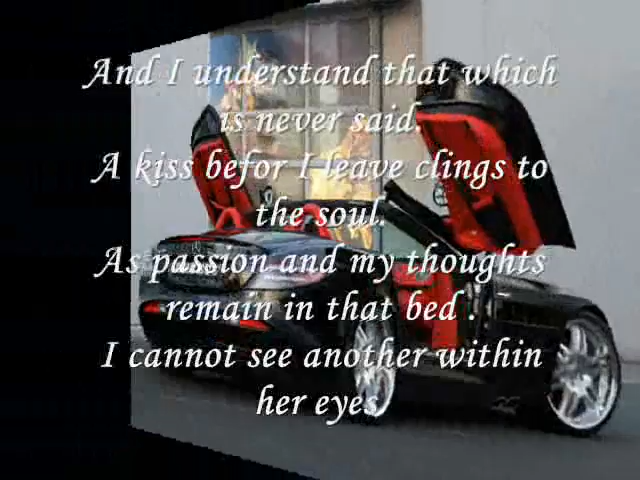 And I understand that which
is never said.
A kiss befor I leave clings to
the soul.
As passion and my thoughts
remain in that bed .
I cannot see another within
her eyes